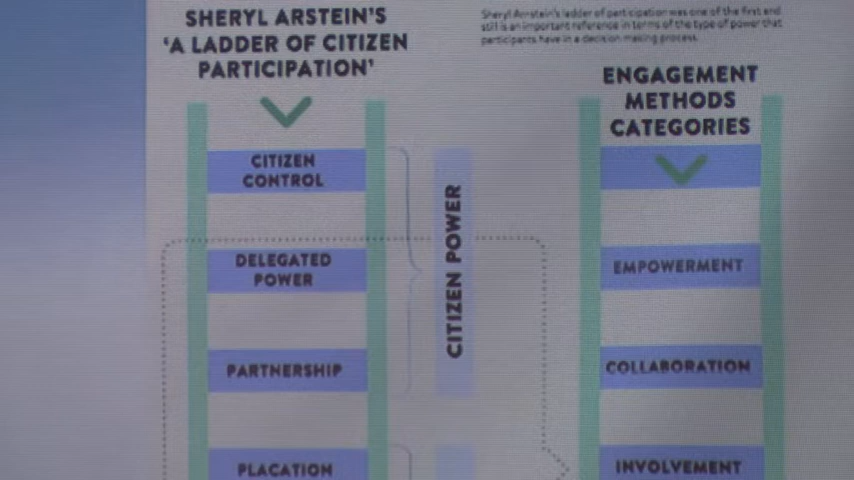 SHERYL ARSTEIN'S
'A LADDER OF CITIZEN
PARTICIPATION'
Sheryl Arnstein's ladder of participation was one of the first and
still is an important reference in terms of the type of power that
participants have in a decision making process.
ENGAGEMENT
METHODS
CATEGORIES
CITIZEN
CONTROL
DELEGATED
POWER
PARTNERSHIP
PLACATION
CITIZEN POWER
EMPOWERMENT
COLLABORATION
INVOLVEMENT